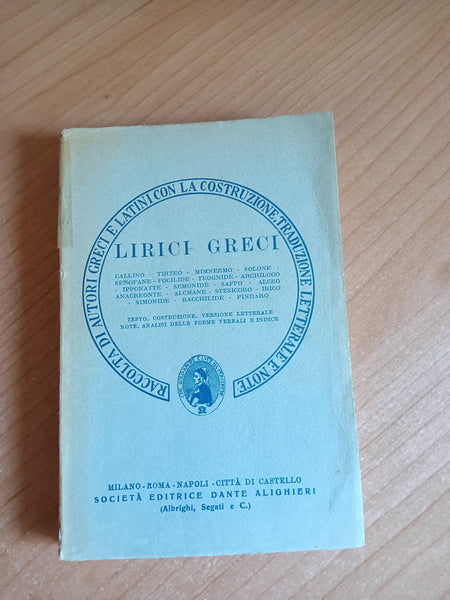 RACCOLTA DI AUTORI GRECI E LATINI CON LA COSTRUZIONE, TRADUZIONE LETTERALE E NOTE
LIRICI GRECI
CALLINO - TIRTEO - MIMNERMO - SOLONE -
SENOFANE - FOCILIDE - TEOGNIDE - ARCHILOCO
- IPPONATTE - SEMONIDE - SAFFO - ALCEO
ANACREONTE - ALCMANE - STESICORO - IBICO
- SIMONIDE - BACCHILIDE - PINDARO
TESTO, COSTRUZIONE, VERSIONE LETTERALE
NOTE, ANALISI DELLE FORME VERBALI E INDICE
MILANO - ROMA - NAPOLI - CITTÀ DI CASTELLO
SOCIETÀ EDITRICE DANTE ALIGHIERI
(Albrighi, Segati e C.)